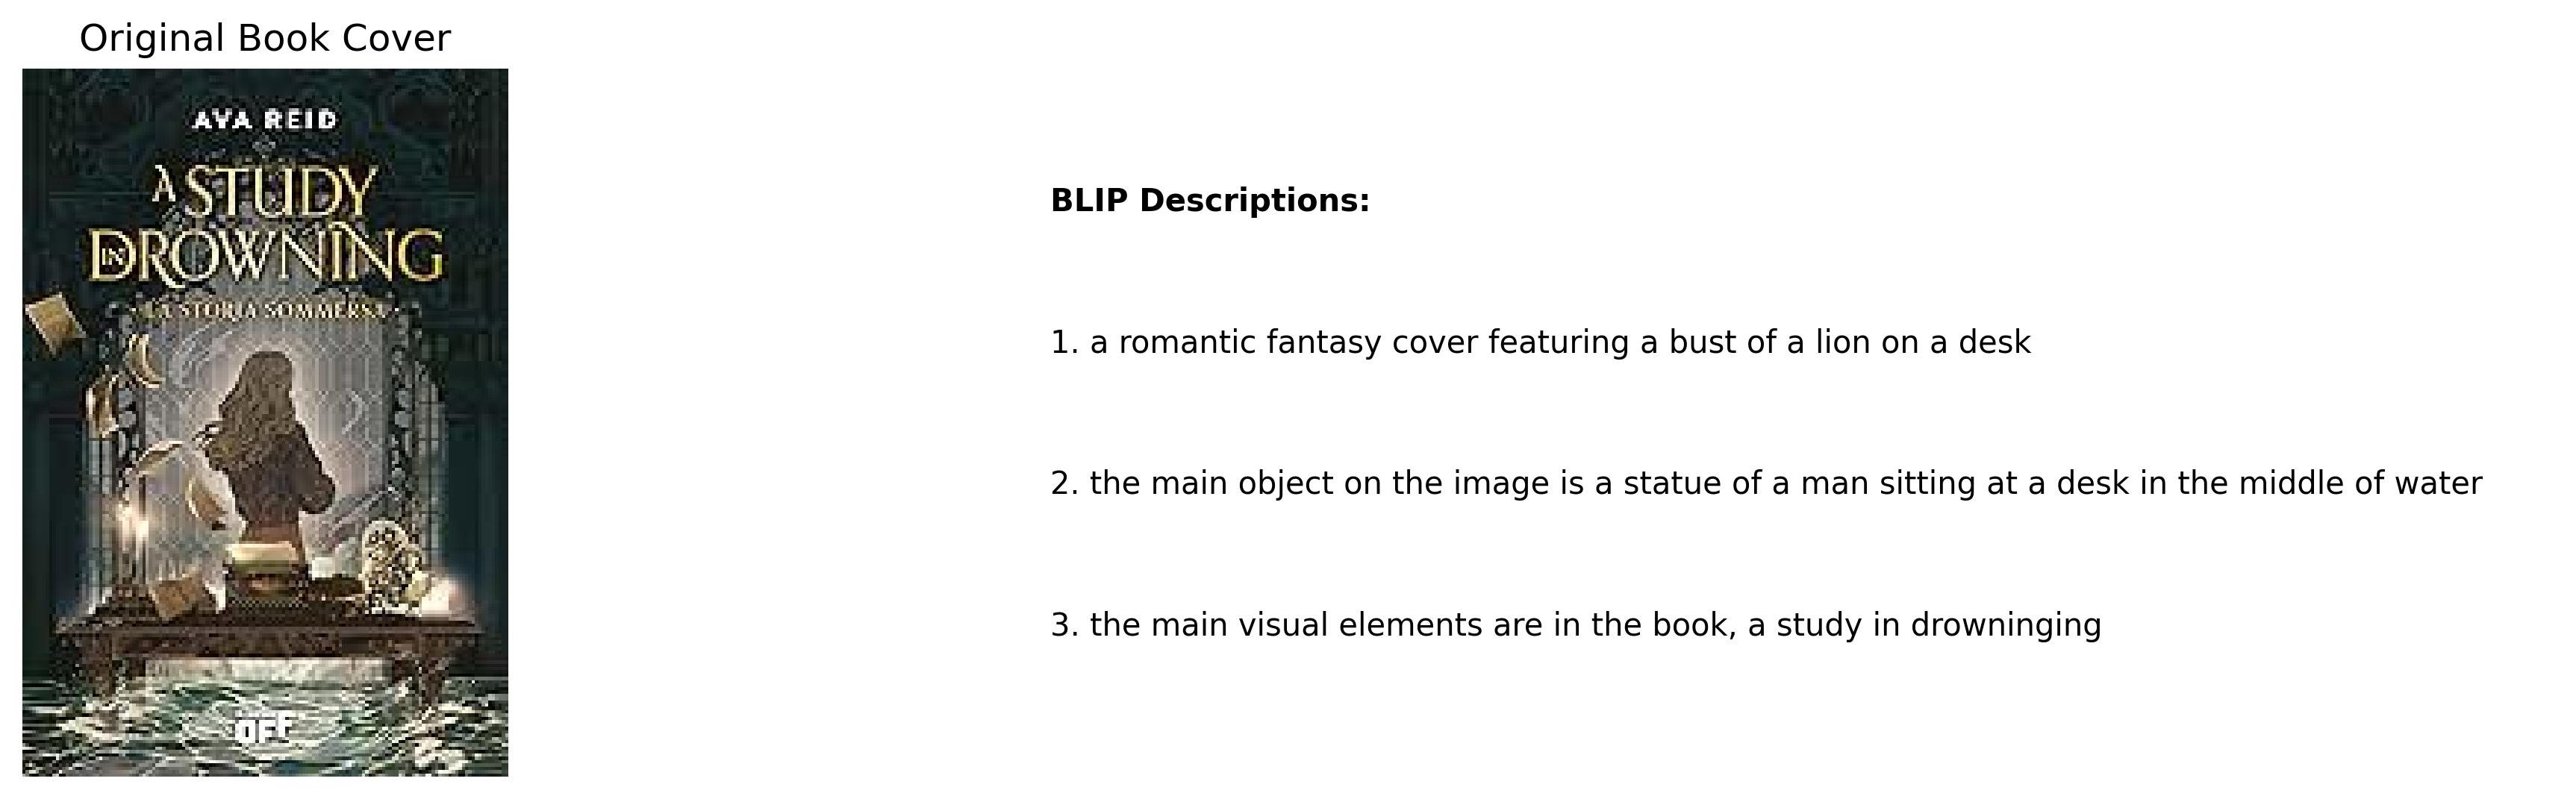 Original Book Cover
AVA REID
A STUDY
IN DROWNING
LA STORIA SOMMERSA
OFF
BLIP Descriptions:
1. a romantic fantasy cover featuring a bust of a lion on a desk
2. the main object on the image is a statue of a man sitting at a desk in the middle of water
3. the main visual elements are in the book, a study in drowninging